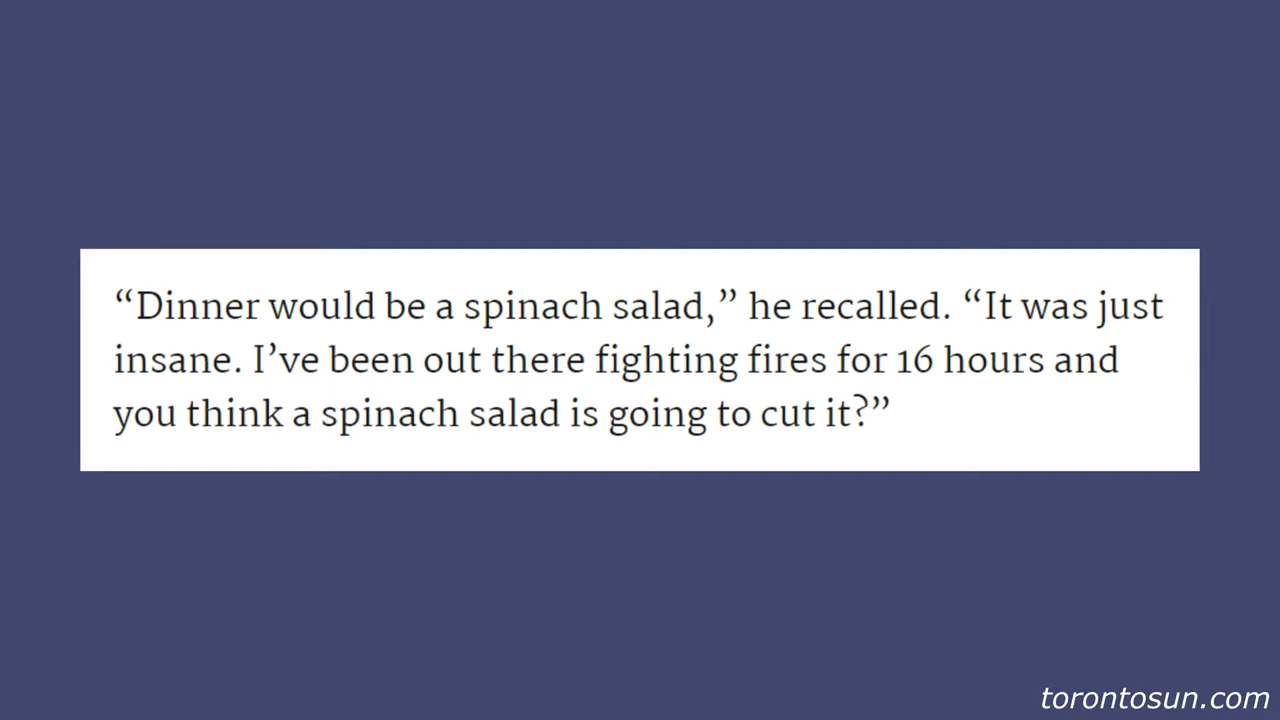 “Dinner would be a spinach salad,” he recalled. “It was just
insane. I’ve been out there fighting fires for 16 hours and
you think a spinach salad is going to cut it?”
torontosun.com